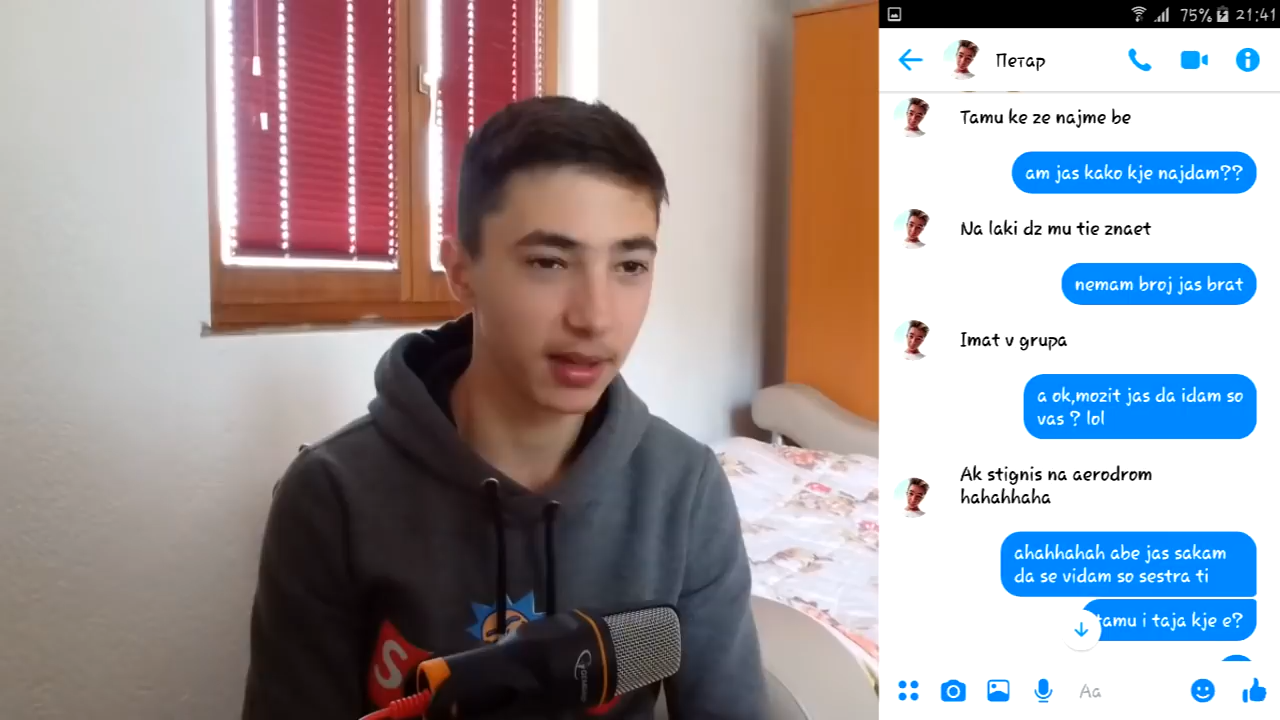 75% 21:41
Петар
Tamu ke ze najme be
am jas kako kje najdam??
Na laki dz mu tie znaet
nemam broj jas brat
Imat v grupa
a ok,mozit jas da idam so
vas ? lol
Ak stignis na aerodrom
hahahhaha
ahahhahah abe jas sakam
da se vidam so sestra ti
tamu i taja kje e?
Aa